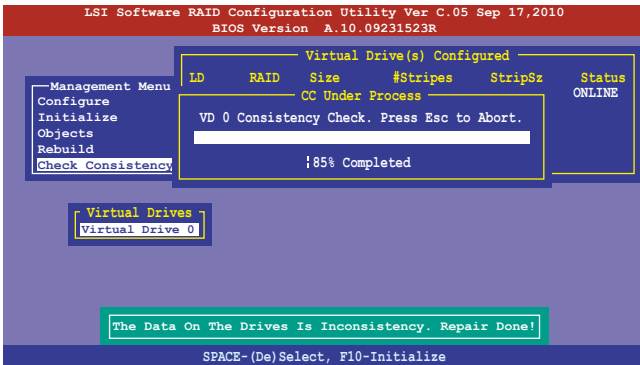 LSI Software RAID Configuration Utility Ver C.05 Sep 17,2010
BIOS Version A.10.09231523R
Virtual Drive(s) Configured
LD RAID Size #Stripes StripSz Status
ONLINE
Management Menu
Configure
Initialize
Objects
Rebuild
Check Consistency
CC Under Process
VD 0 Consistency Check. Press Esc to Abort.
85% Completed
Virtual Drives
Virtual Drive 0
The Data On The Drives Is Inconsistency. Repair Done!
SPACE-(De)Select, F10-Initialize